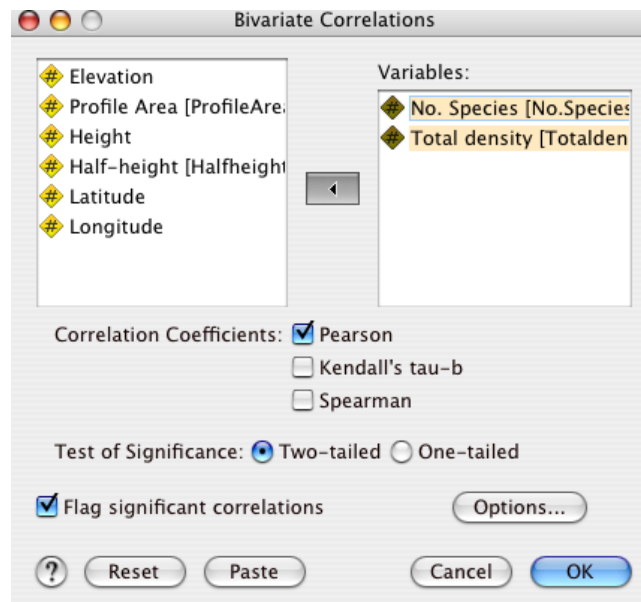 Bivariate Correlations
# Elevation
# Profile Area [ProfileArea
# Height
# Half-height [Halfheight
# Latitude
# Longitude
Variables:
# No. Species [No.Species
# Total density [Totalden
Correlation Coefficients: Pearson
Kendall's tau-b
Spearman
Test of Significance: Two-tailed One-tailed
Flag significant correlations Options...
? Reset Paste Cancel OK